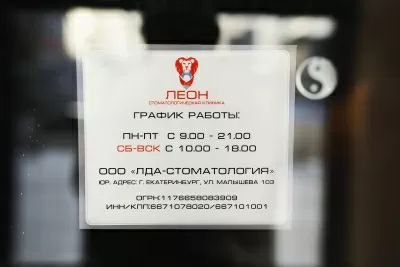 ЛЕОН
СТОМАТОЛОГИЧЕСКАЯ КЛИНИКА
ГРАФИК РАБОТЫ:
ПН-ПТ С 9.00 - 21.00
СБ-ВСК С 10.00 - 18.00
ООО «ЛДА-СТОМАТОЛОГИЯ»
ЮР. АДРЕС: Г. ЕКАТЕРИНБУРГ, УЛ. МАЛЫШЕВА 103
ОГРН:1176658083909
ИНН/КПП:6671078020/667101001